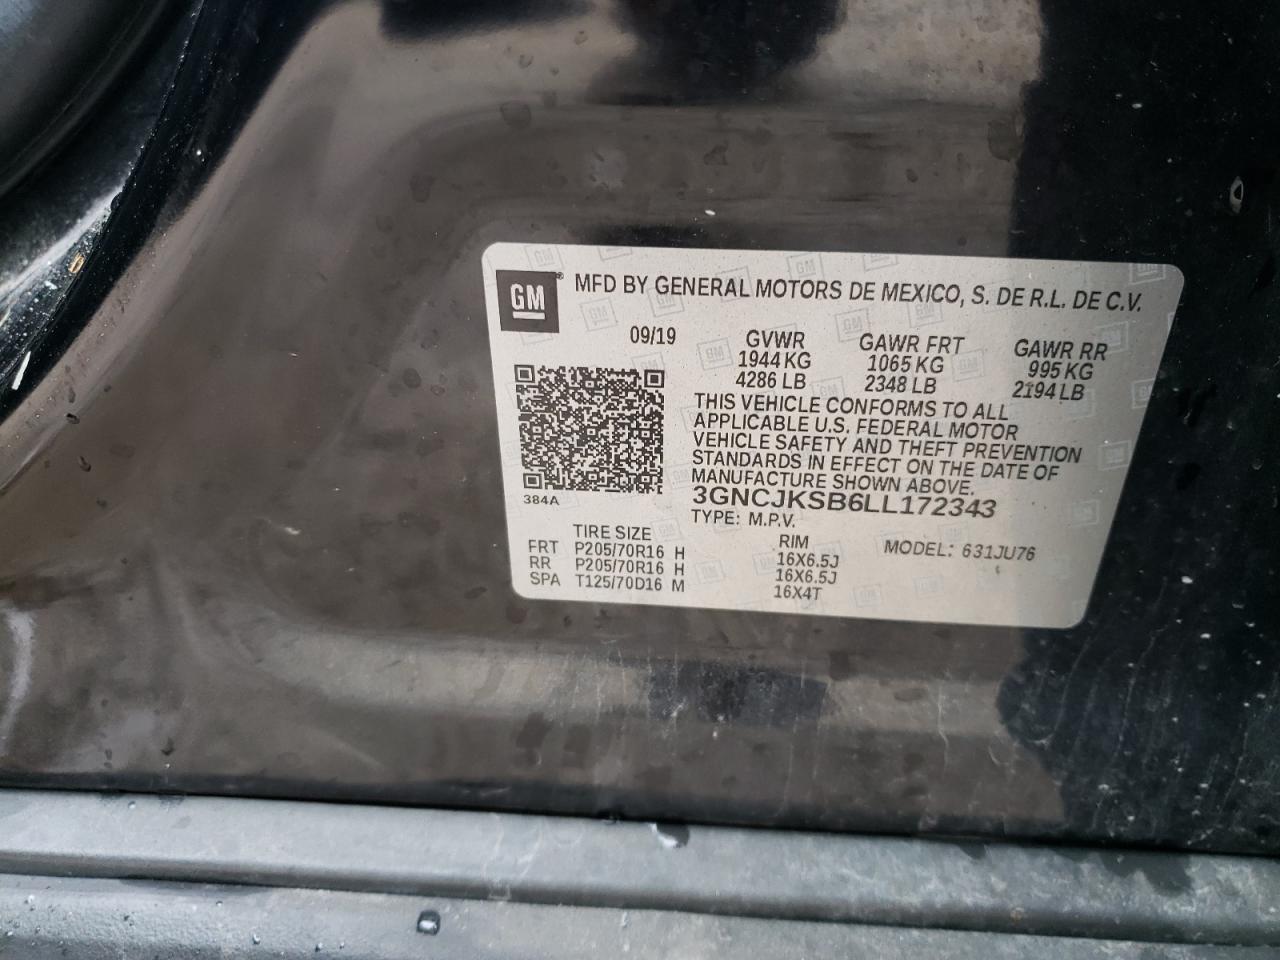 GM MFD BY GENERAL MOTORS DE MEXICO, S. DE R.L. DE C.V.
09/19 GVWR GAWR FRT GAWR RR
1944 KG 1065 KG 995 KG
4286 LB 2348 LB 2194 LB
THIS VEHICLE CONFORMS TO ALL
APPLICABLE U.S. FEDERAL MOTOR
VEHICLE SAFETY AND THEFT PREVENTION
STANDARDS IN EFFECT ON THE DATE OF
MANUFACTURE SHOWN ABOVE.
384A 3GNCJKSB6LL172343
TYPE: M.P.V.
TIRE SIZE RIM MODEL: 631JU76
FRT P205/70R16 H 16X6.5J
RR P205/70R16 H 16X6.5J
SPA T125/70D16 M 16X4T